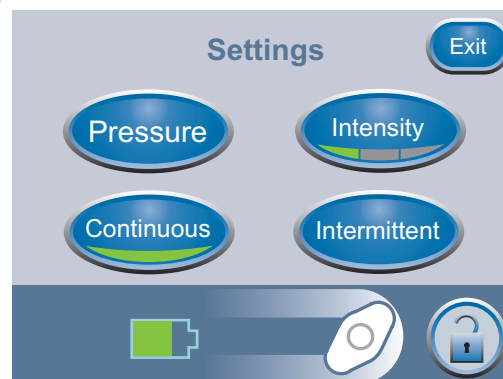 Settings
Exit
Pressure
Intensity
Continuous
Intermittent